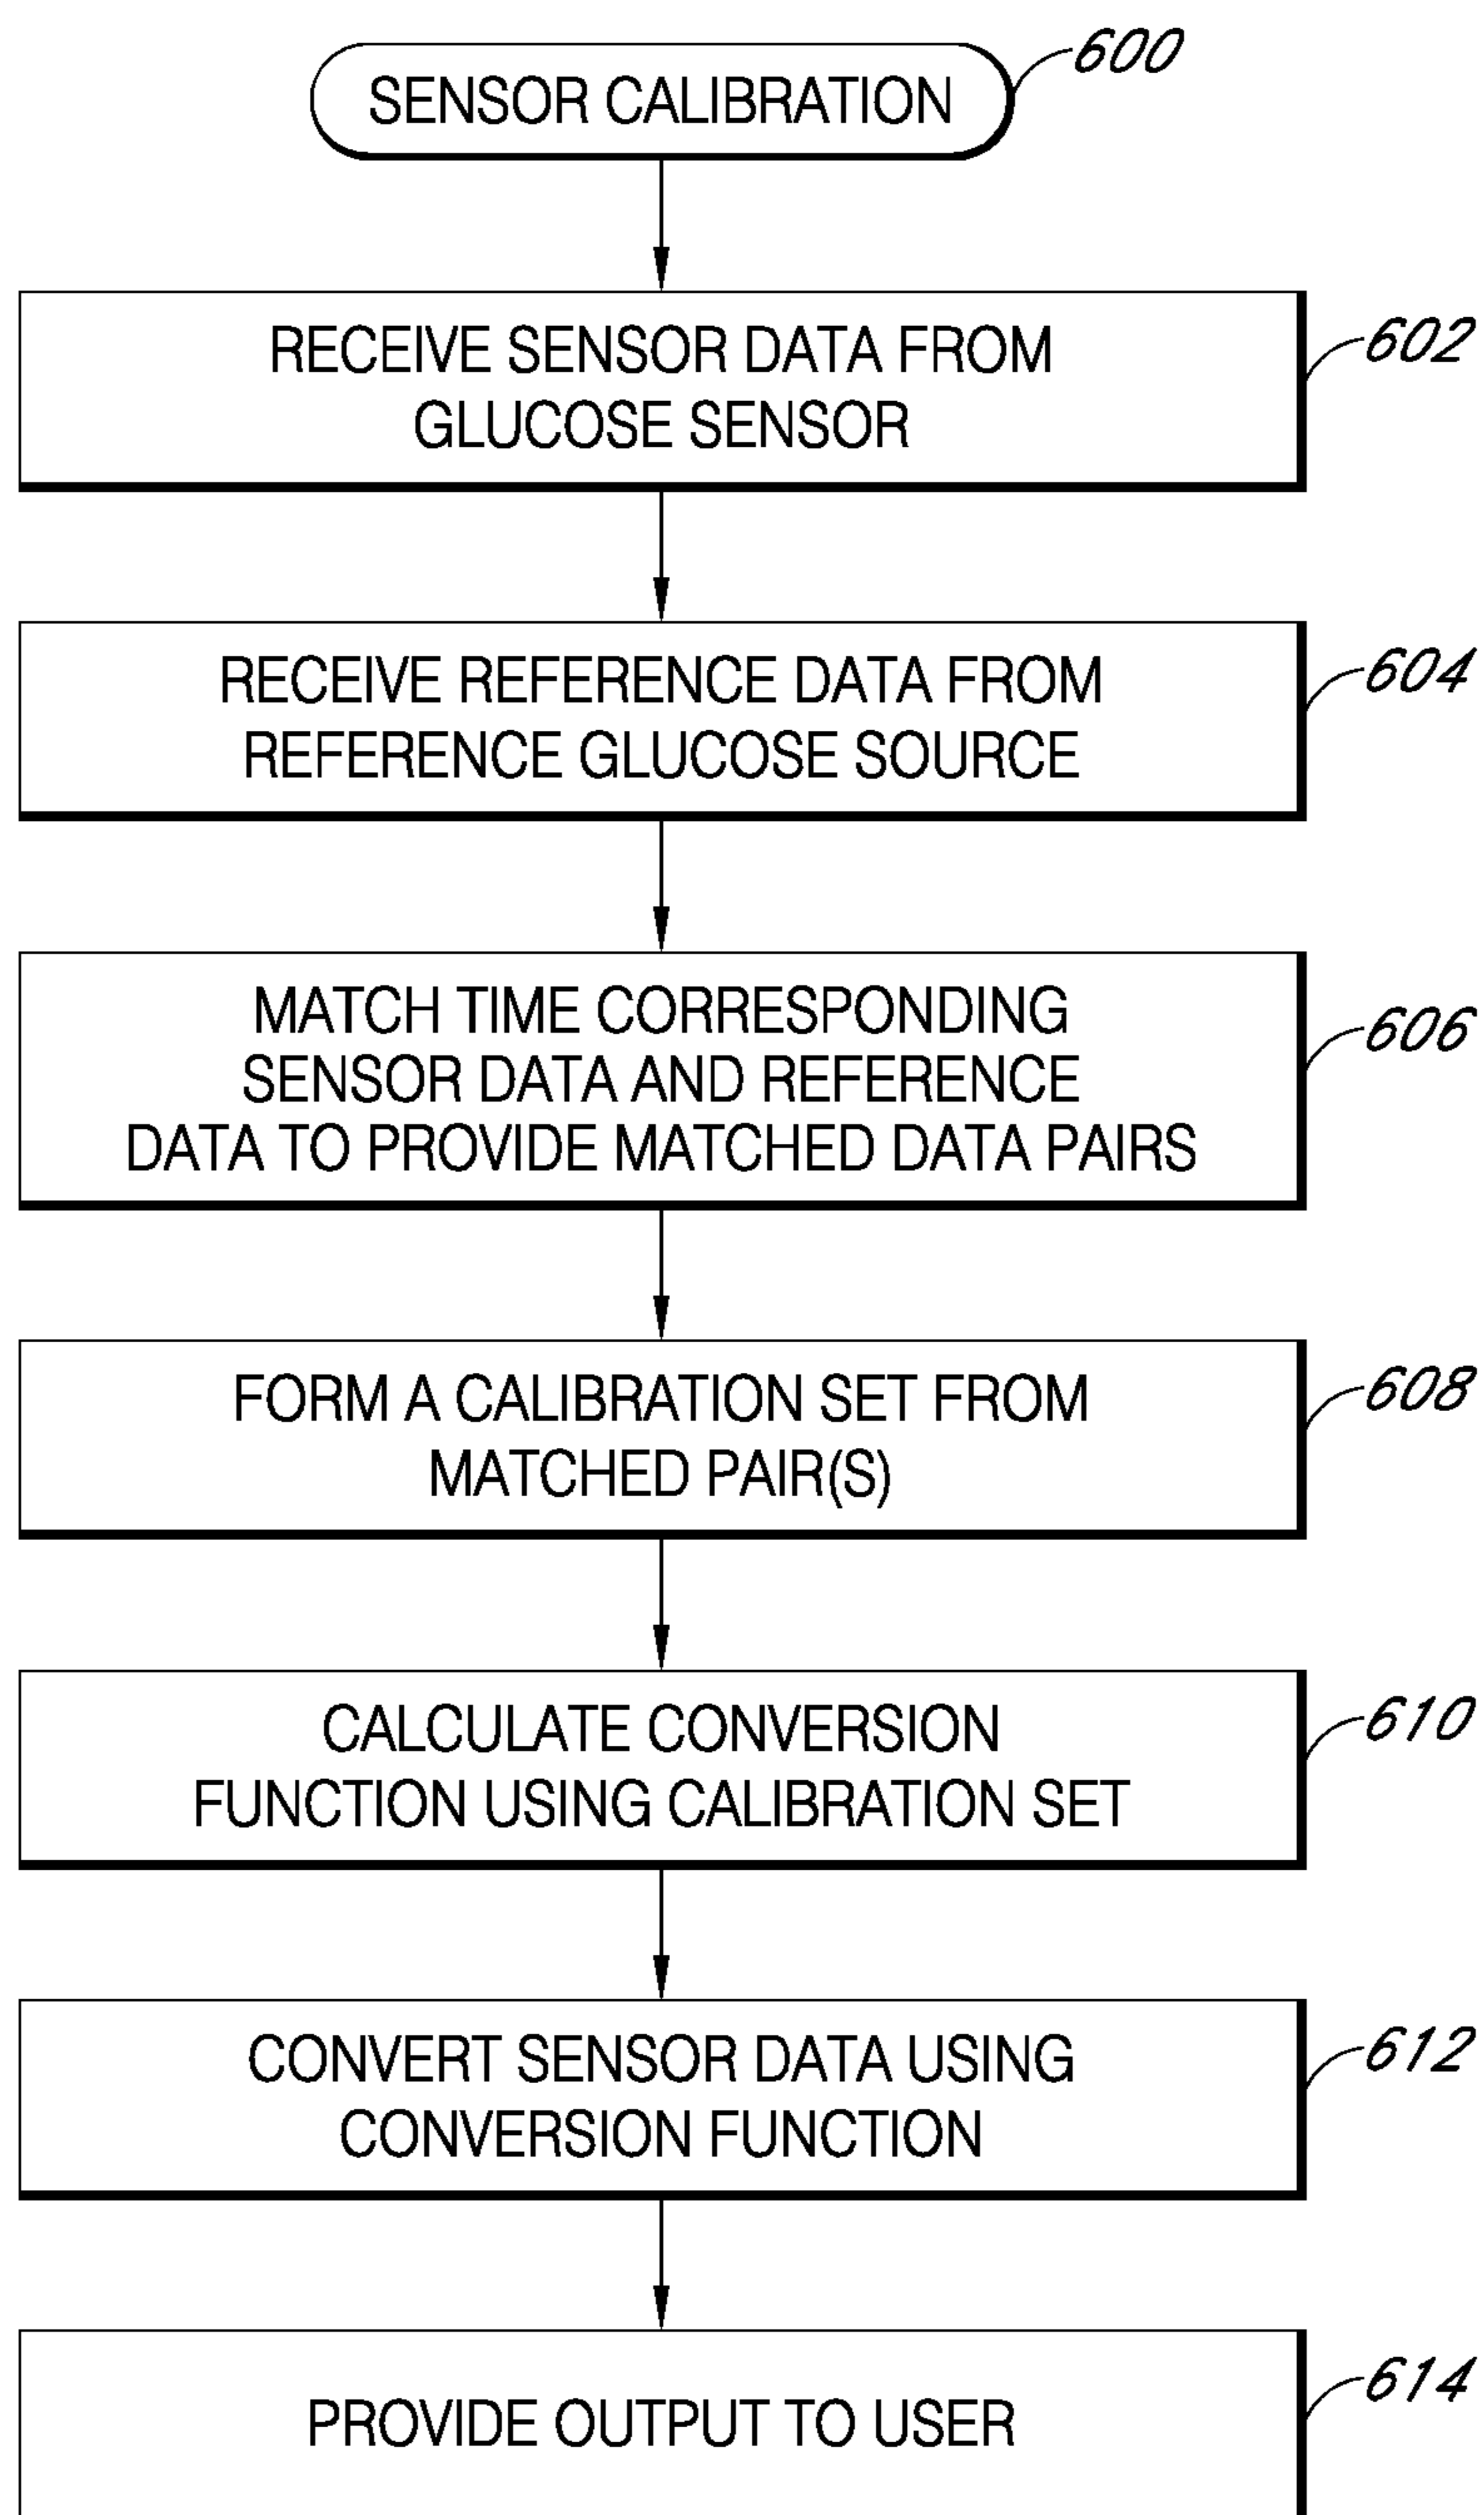 SENSOR CALIBRATION
600
RECEIVE SENSOR DATA FROM
GLUCOSE SENSOR
602
RECEIVE REFERENCE DATA FROM
REFERENCE GLUCOSE SOURCE
604
MATCH TIME CORRESPONDING
SENSOR DATA AND REFERENCE
DATA TO PROVIDE MATCHED DATA PAIRS
606
FORM A CALIBRATION SET FROM
MATCHED PAIR(S)
608
CALCULATE CONVERSION
FUNCTION USING CALIBRATION SET
610
CONVERT SENSOR DATA USING
CONVERSION FUNCTION
612
PROVIDE OUTPUT TO USER
614